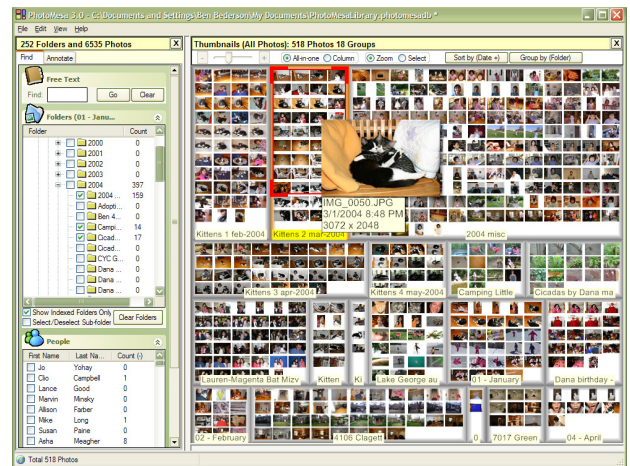 PhotoMesa 3.0 - C:\Documents and Settings\Ben Bederson\My Documents\PhotoMesaLibrary.photomesadb *
File Edit View Help
252 Folders and 6535 Photos X
Find Annotate
Free Text
Find: Go Clear
Folders (01 - Janu...
Folder Count
2000 0
2001 0
2002 0
2003 0
2004 397
2004 ... 159
Adopti... 0
Ben 4... 0
Campi... 14
Cicad... 17
Cicad... 0
CYC G... 0
Dana ... 0
Dana ... 0
Dana ... 0
Show Indexed Folders Only
Select/Deselect Sub-folder
Clear Folders
People
First Name Last Na... Count (-)
Jo Yohay 0
Clio Campbell 1
Lance Good 0
Marvin Minsky 0
Allison Farber 0
Mike Long 1
Susan Paine 0
Asha Meagher 8
Thumbnails (All Photos): 518 Photos 18 Groups X
- + All-in-one Column Zoom Select Sort by (Date +) Group by (Folder)
IMG_0050.JPG
3/1/2004 8:48 PM
3072 x 2048
Kittens 1 feb-2004 Kittens 2 mar-2004 2004 misc
Kittens 3 apr-2004 Kittens 4 may-2004 Camping Little Cicadas by Dana ma
Lauren-Magenta Bat Mizv Kitten Ki Lake George au 01 - January Dana birthday -
02 - February 4106 Clagett 0 7017 Green 04 - April
Total 518 Photos